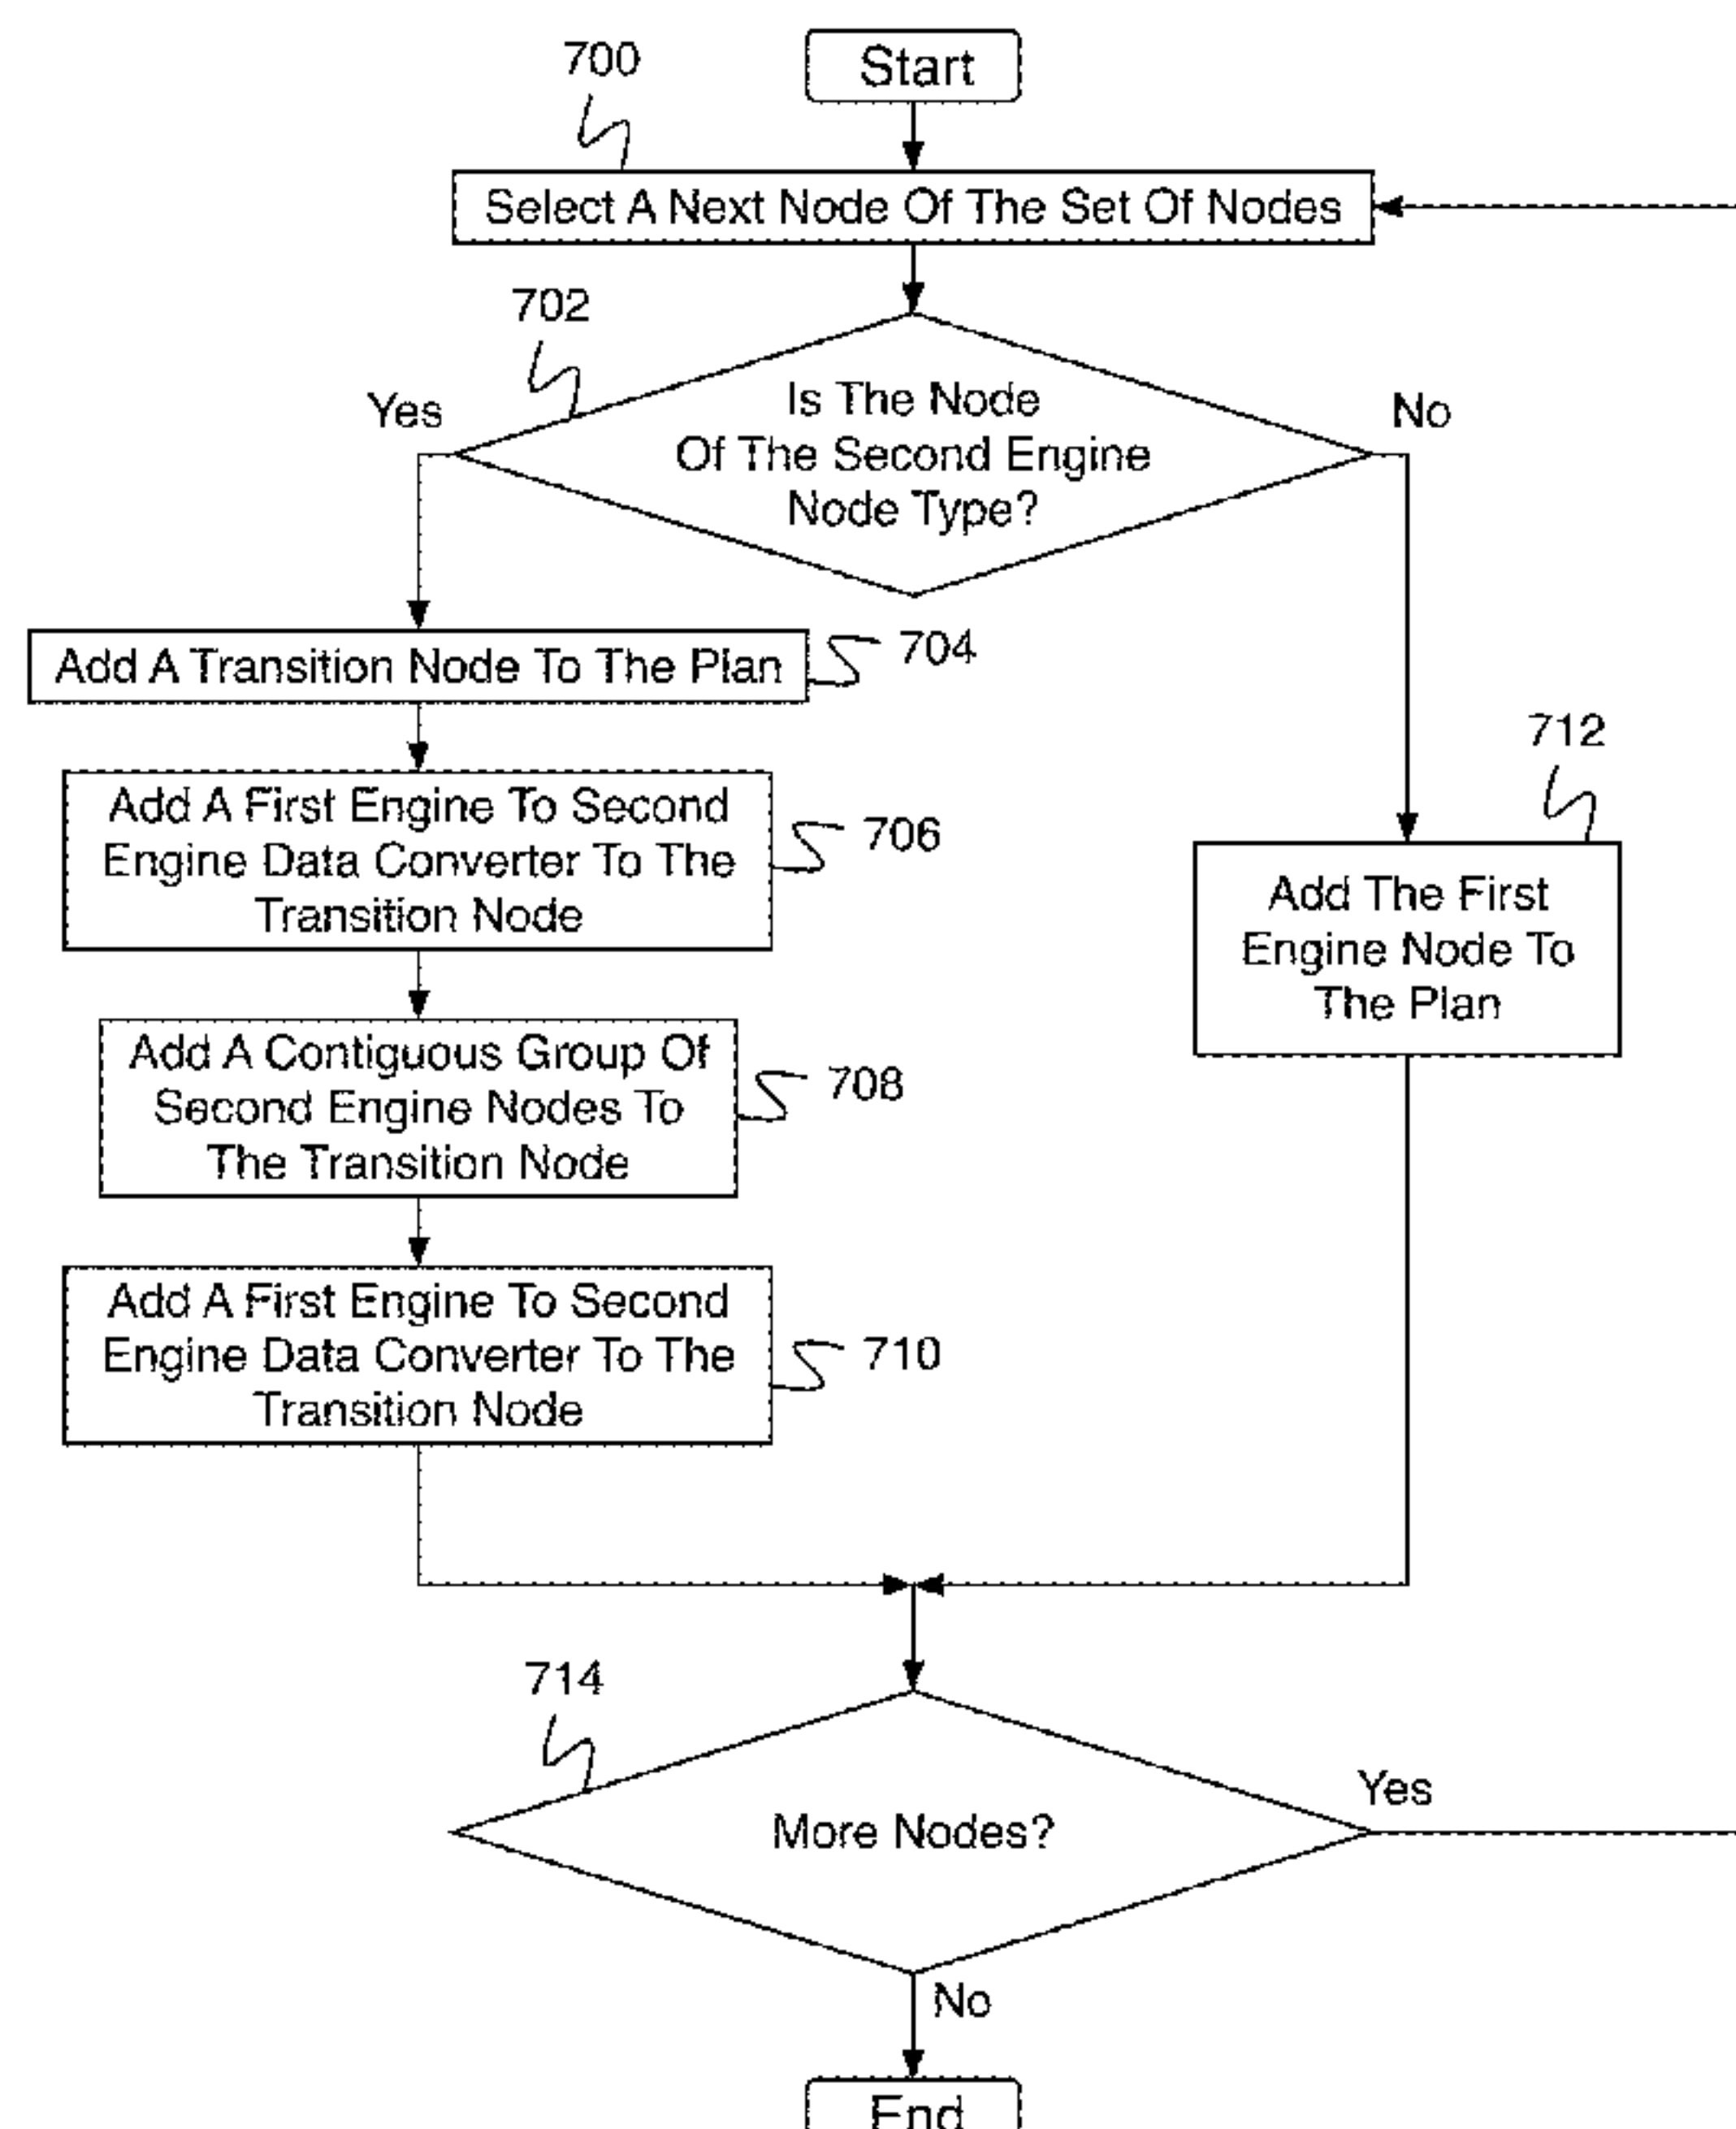 700
Start
Select A Next Node Of The Set Of Nodes
702
Yes
Is The Node
Of The Second Engine
Node Type?
No
Add A Transition Node To The Plan
704
Add A First Engine To Second
Engine Data Converter To The
Transition Node
706
712
Add The First
Engine Node To
The Plan
Add A Contiguous Group Of
Second Engine Nodes To
The Transition Node
708
Add A First Engine To Second
Engine Data Converter To The
Transition Node
710
714
More Nodes?
Yes
No
End